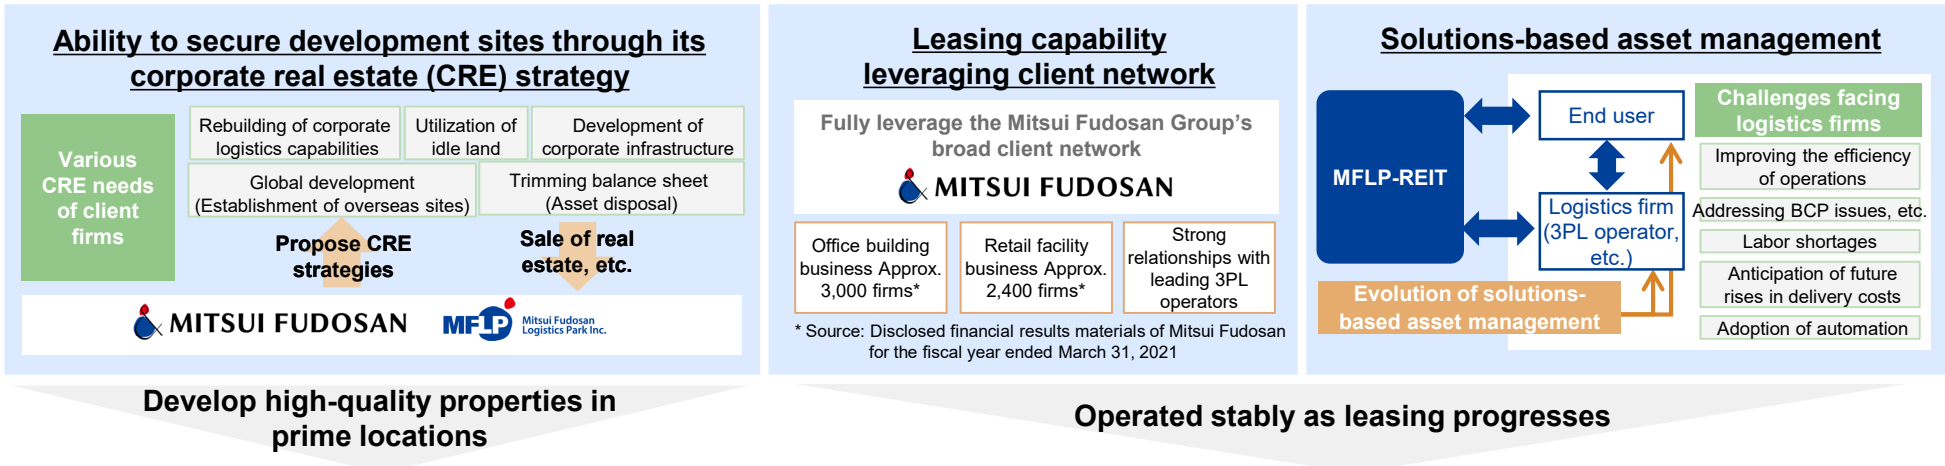 Ability to secure development sites through its
corporate real estate (CRE) strategy
Various
CRE needs
of client
firms
Rebuilding of corporate
logistics capabilities
Utilization of
idle land
Development of
corporate infrastructure
Global development
(Establishment of overseas sites)
Trimming balance sheet
(Asset disposal)
Propose CRE
strategies
Sale of real
estate, etc.
MITSUI FUDOSAN
MFLP
Mitsui Fudosan
Logistics Park Inc.
Develop high-quality properties in
prime locations
Leasing capability
leveraging client network
Fully leverage the Mitsui Fudosan Group's
broad client network
MITSUI FUDOSAN
Office building
business Approx.
3,000 firms*
Retail facility
business Approx.
2,400 firms*
Strong
relationships with
leading 3PL
operators
* Source: Disclosed financial results materials of Mitsui Fudosan
for the fiscal year ended March 31, 2021
Solutions-based asset management
MFLP-REIT
End user
Logistics firm
(3PL operator,
etc.)
Evolution of solutions-
based asset management
Challenges facing
logistics firms
Improving the efficiency
of operations
Addressing BCP issues, etc.
Labor shortages
Anticipation of future
rises in delivery costs
Adoption of automation
Operated stably as leasing progresses